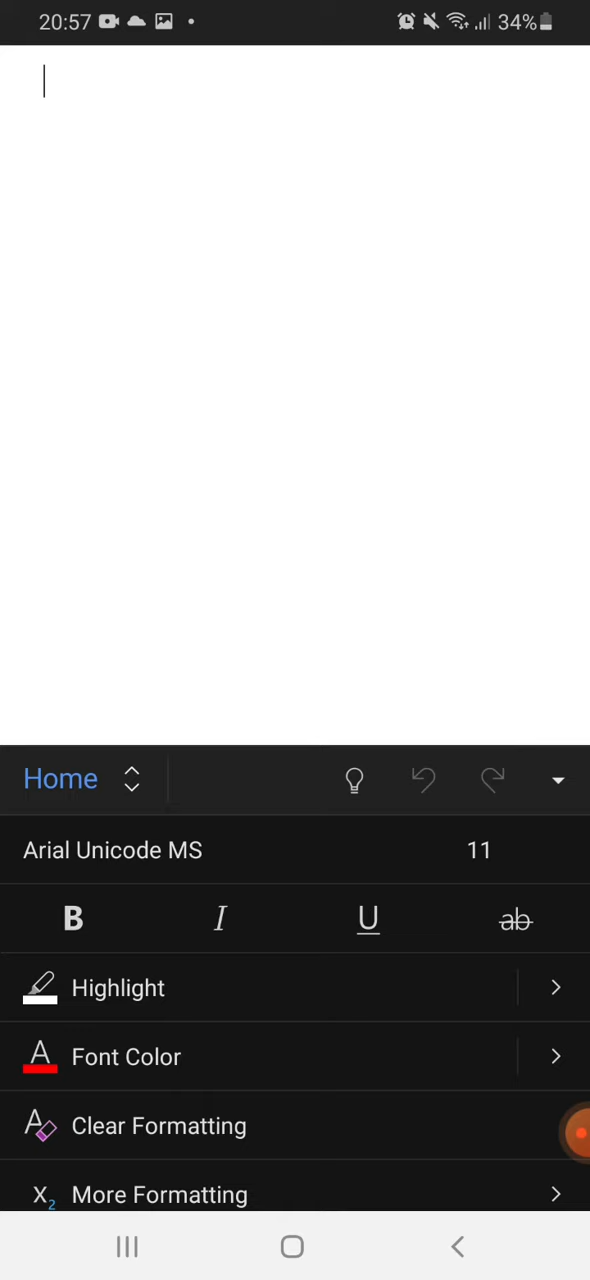 20:57 34%
Home
Arial Unicode MS 11
B I U ab
Highlight
A Font Color
A Clear Formatting
X2 More Formatting